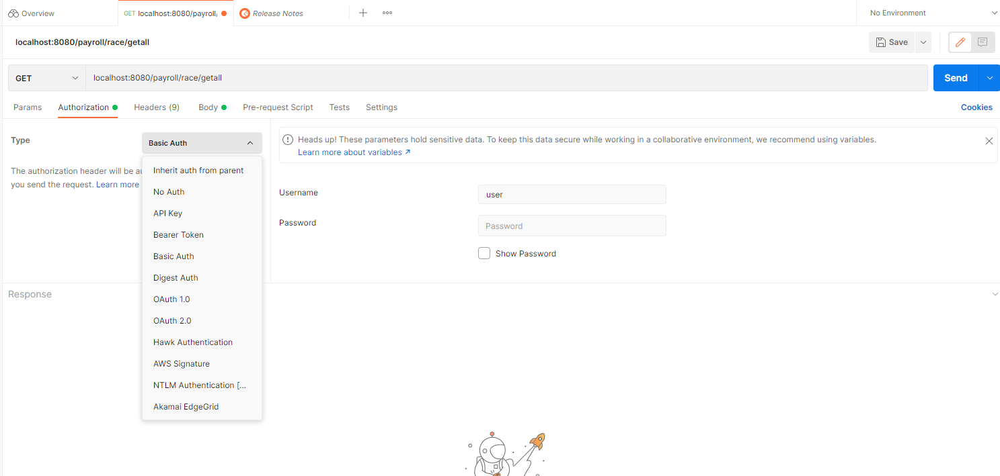 Overview
GET localhost:8080/payroll/
Release Notes
No Environment
localhost:8080/payroll/race/getall
Save
GET
localhost:8080/payroll/race/getall
Send
Params
Authorization
Headers (9)
Body
Pre-request Script
Tests
Settings
Cookies
Type
Basic Auth
The authorization header will be au
you send the request. Learn more
Inherit auth from parent
No Auth
API Key
Bearer Token
Basic Auth
Digest Auth
OAuth 1.0
OAuth 2.0
Hawk Authentication
AWS Signature
NTLM Authentication [...
Akamai EdgeGrid
Heads up! These parameters hold sensitive data. To keep this data secure while working in a collaborative environment, we recommend using variables.
Learn more about variables ↗
Username
user
Password
Password
Show Password
Response